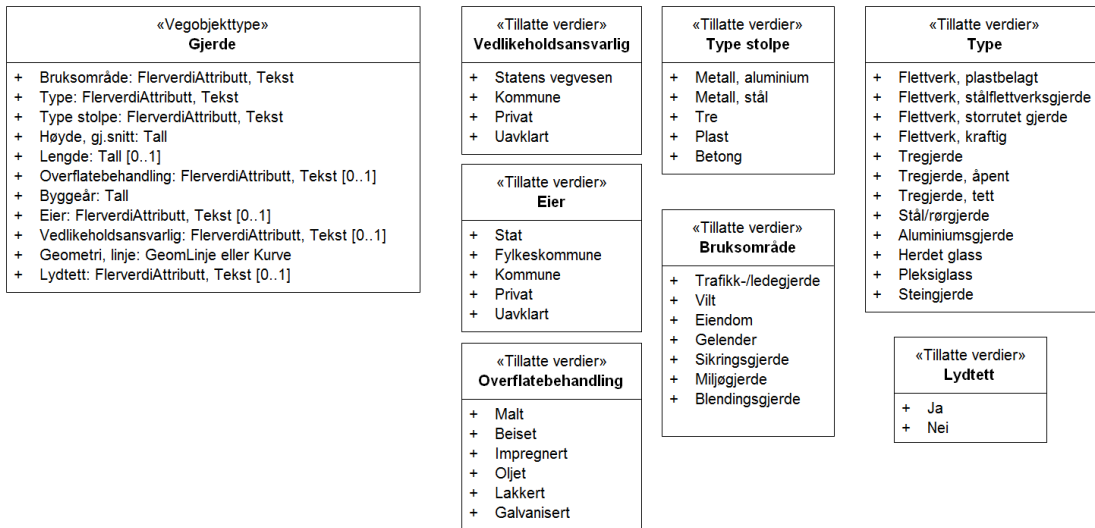 «Vegobjekttype»
Gjerde
+ Bruksområde: FlerverdiAttributt, Tekst
+ Type: FlerverdiAttributt, Tekst
+ Type stolpe: FlerverdiAttributt, Tekst
+ Høyde, gj.snitt: Tall
+ Lengde: Tall [0..1]
+ Overflatebehandling: FlerverdiAttributt, Tekst [0..1]
+ Byggeår: Tall
+ Eier: FlerverdiAttributt, Tekst [0..1]
+ Vedlikeholdsansvarlig: FlerverdiAttributt, Tekst [0..1]
+ Geometri, linje: GeomLinje eller Kurve
+ Lydtett: FlerverdiAttributt, Tekst [0..1]
«Tillatte verdier»
Vedlikeholdsansvarlig
+ Statens vegvesen
+ Kommune
+ Privat
+ Uavklart
«Tillatte verdier»
Eier
+ Stat
+ Fylkeskommune
+ Kommune
+ Privat
+ Uavklart
«Tillatte verdier»
Overflatebehandling
+ Malt
+ Beiset
+ Impregnert
+ Oljet
+ Lakkert
+ Galvanisert
«Tillatte verdier»
Type stolpe
+ Metall, aluminium
+ Metall, stål
+ Tre
+ Plast
+ Betong
«Tillatte verdier»
Bruksområde
+ Trafikk-/ledegjerde
+ Vilt
+ Eiendom
+ Gelender
+ Sikringsgjerde
+ Miljøgjerde
+ Blendingsgjerde
«Tillatte verdier»
Type
+ Flettverk, plastbelagt
+ Flettverk, stålflettverksgjerde
+ Flettverk, storrutet gjerde
+ Flettverk, kraftig
+ Tregjerde
+ Tregjerde, åpent
+ Tregjerde, tett
+ Stål/rørgjerde
+ Aluminiumsgjerde
+ Herdet glass
+ Pleksiglass
+ Steingjerde
«Tillatte verdier»
Lydtett
+ Ja
+ Nei